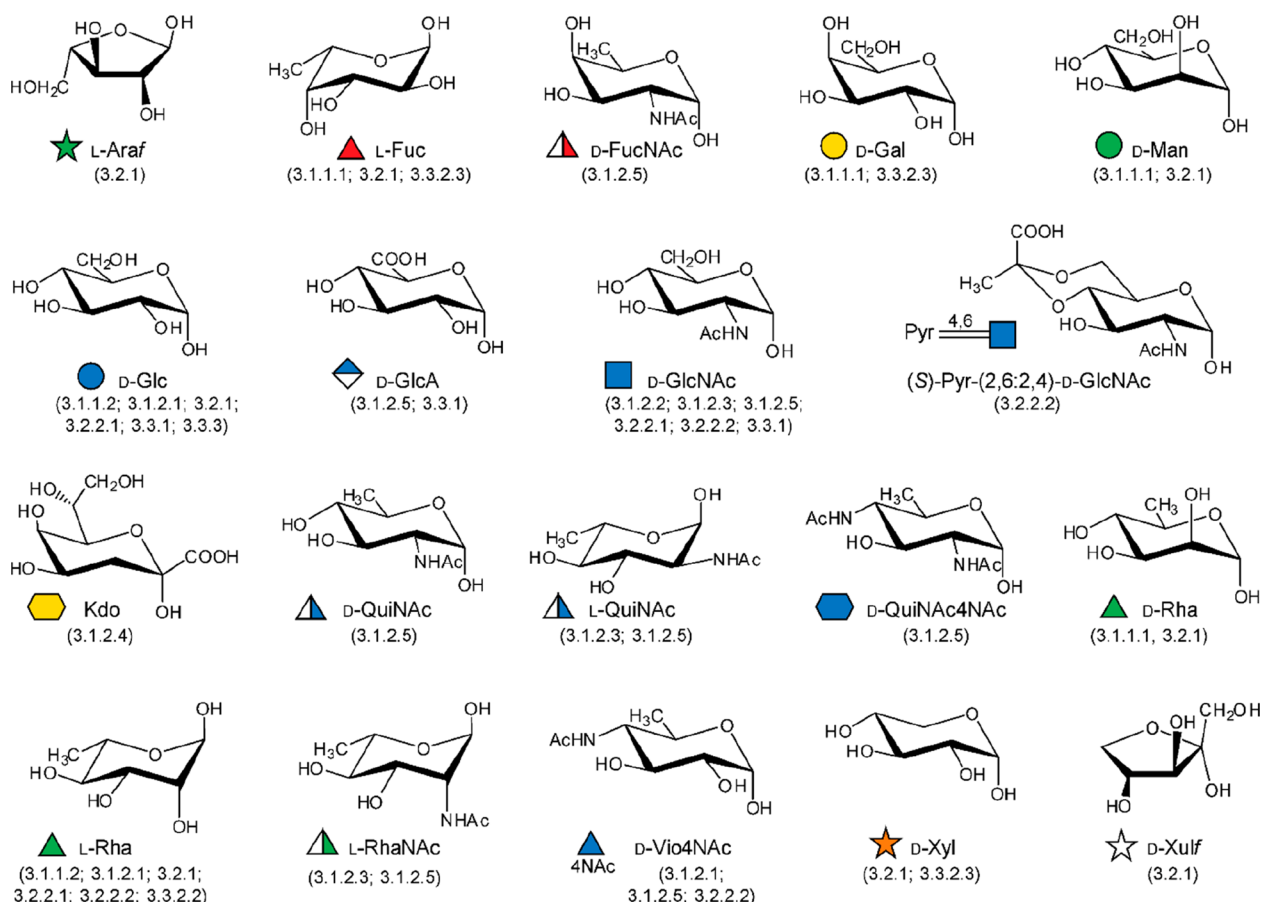 HO
O
OH
HOH₂C
OH
L-Araf
(3.2.1)
OH
H₃C
O
OH
HO
OH
L-Fuc
(3.1.1.1; 3.2.1; 3.3.2.3)
OH
H₃C
O
HO
NHAc
OH
D-FucNAc
(3.1.2.5)
OH
CH₂OH
O
HO
OH
OH
D-Gal
(3.1.1.1; 3.3.2.3)
OH
CH₂OH
O
HO
HO
OH
D-Man
(3.1.1.1; 3.2.1)
CH₂OH
O
HO
HO
OH
OH
D-Glc
(3.1.1.2; 3.1.2.1; 3.2.1;
3.2.2.1; 3.3.1; 3.3.3)
COOH
O
HO
HO
OH
OH
D-GlcA
(3.1.2.5; 3.3.1)
CH₂OH
O
HO
HO
AcHN
OH
D-GlcNAc
(3.1.2.2; 3.1.2.3; 3.1.2.5;
3.2.2.1; 3.2.2.2; 3.3.1)
COOH
H₃C
O
O
O
HO
AcHN
OH
Pyr 4,6
(S)-Pyr-(2,6:2,4)-D-GlcNAc
(3.2.2.2)
HO
CH₂OH
HO
O
COOH
HO
OH
Kdo
(3.1.2.4)
H₃C
O
HO
HO
NHAc
OH
D-QuiNAc
(3.1.2.5)
OH
H₃C
O
HO
NHAc
HO
L-QuiNAc
(3.1.2.3; 3.1.2.5)
H₃C
O
AcHN
HO
NHAc
OH
D-QuiNAc4NAc
(3.1.2.5)
OH
H₃C
O
HO
HO
OH
D-Rha
(3.1.1.1, 3.2.1)
OH
H₃C
O
HO
HO
OH
L-Rha
(3.1.1.2; 3.1.2.1; 3.2.1;
3.2.2.1; 3.2.2.2; 3.3.2.2)
OH
H₃C
O
HO
HO
NHAc
L-RhaNAc
(3.1.2.3; 3.1.2.5)
H₃C
O
AcHN
HO
OH
OH
4NAc
D-Vio4NAc
(3.1.2.1;
3.1.2.5; 3.2.2.2)
O
HO
HO
OH
OH
D-Xyl
(3.2.1; 3.3.2.3)
CH₂OH
O
OH
OH
HO
D-Xulf
(3.2.1)